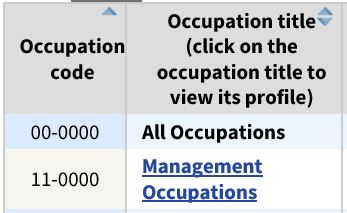 Occupation
code
Occupation title
(click on the
occupation title to
view its profile)
00-0000
All Occupations
11-0000
Management
Occupations